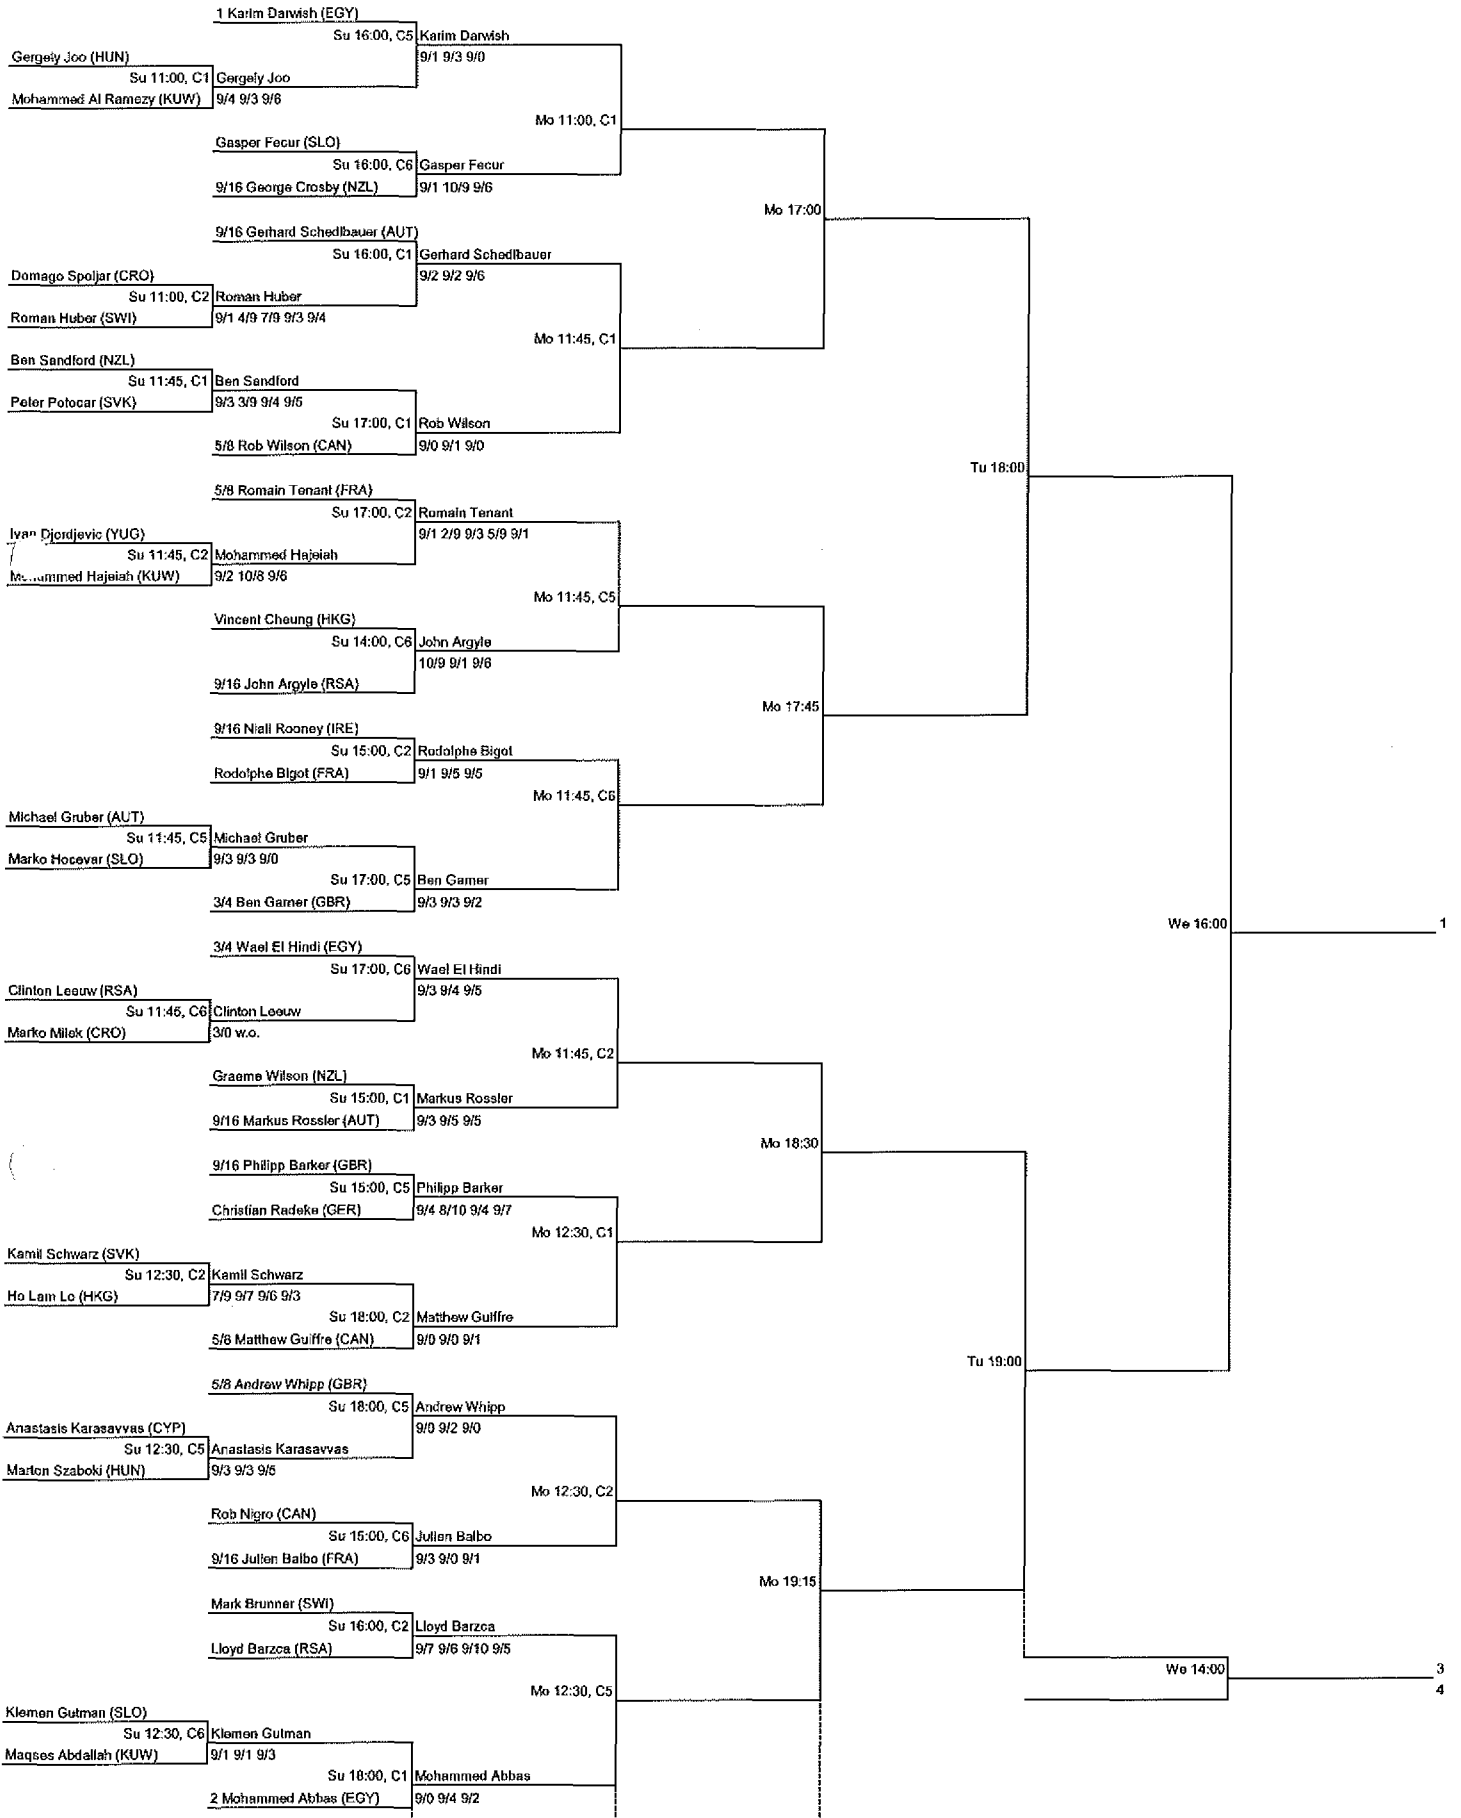 1 Karim Darwish (EGY)
Su 16:00, C5 Karim Darwish
Gergely Joo (HUN)
9/1 9/3 9/0
Su 11:00, C1 Gergely Joo
Mohammed Al Ramezy (KUW) 9/4 9/3 9/6
Mo 11:00, C1
Gasper Fecur (SLO)
Su 16:00, C6 Gasper Fecur
9/16 George Crosby (NZL) 9/1 10/9 9/6
Mo 17:00
9/16 Gerhard Schedlbauer (AUT)
Su 16:00, C1 Gerhard Schedlbauer
9/2 9/2 9/6
Domago Spoljar (CRO)
Su 11:00, C2 Roman Huber
Roman Huber (SWI) 9/1 4/9 7/9 9/3 9/4
Mo 11:45, C1
Ben Sandford (NZL)
Su 11:45, C1 Ben Sandford
Peter Potocar (SVK) 9/3 3/9 9/4 9/5
Su 17:00, C1 Rob Wilson
5/8 Rob Wilson (CAN) 9/0 9/1 9/0
Tu 18:00
5/8 Romain Tenant (FRA)
Su 17:00, C2 Romain Tenant
Ivan Djordjevic (YUG) 9/1 2/9 9/3 5/9 9/1
Su 11:45, C2 Mohammed Hajeiah
Mohammed Hajeiah (KUW) 9/2 10/8 9/6
Mo 11:45, C5
Vincent Cheung (HKG)
Su 14:00, C6 John Argyle
10/9 9/1 9/6
9/16 John Argyle (RSA)
Mo 17:45
9/16 Niall Rooney (IRE)
Su 15:00, C2 Rodolphe Bigot
Rodolphe Bigot (FRA) 9/1 9/5 9/5
Mo 11:45, C6
Michael Gruber (AUT)
Su 11:45, C5 Michael Gruber
Marko Hocevar (SLO) 9/3 9/3 9/0
Su 17:00, C5 Ben Garner
3/4 Ben Garner (GBR) 9/3 9/3 9/2
We 16:00 1
3/4 Wael El Hindi (EGY)
Su 17:00, C6 Wael El Hindi
Clinton Leeuw (RSA) 9/3 9/4 9/5
Su 11:45, C6 Clinton Leeuw
Marko Milek (CRO) 3/0 w.o.
Mo 11:45, C2
Graeme Wilson (NZL)
Su 15:00, C1 Markus Rossler
9/16 Markus Rossler (AUT) 9/3 9/5 9/5
Mo 18:30
9/16 Philipp Barker (GBR)
Su 15:00, C5 Philipp Barker
Christian Radeke (GER) 9/4 8/10 9/4 9/7
Mo 12:30, C1
Kamil Schwarz (SVK)
Su 12:30, C2 Kamil Schwarz
Ho Lam Lo (HKG) 7/9 9/7 9/6 9/3
Su 18:00, C2 Matthew Guiffre
5/8 Matthew Guiffre (CAN) 9/0 9/0 9/1
Tu 19:00
5/8 Andrew Whipp (GBR)
Su 18:00, C5 Andrew Whipp
Anastasis Karasavvas (CYP) 9/0 9/2 9/0
Su 12:30, C5 Anastasis Karasavvas
Marton Szaboki (HUN) 9/3 9/3 9/5
Mo 12:30, C2
Rob Nigro (CAN)
Su 15:00, C6 Julien Balbo
9/16 Julien Balbo (FRA) 9/3 9/0 9/1
Mo 19:15
Mark Brunner (SWI)
Su 16:00, C2 Lloyd Barzca
Lloyd Barzca (RSA) 9/7 9/6 9/10 9/5
We 14:00 3
4
Mo 12:30, C5
Klemen Gutman (SLO)
Su 12:30, C6 Klemen Gutman
Maqses Abdallah (KUW) 9/1 9/1 9/3
Su 18:00, C1 Mohammed Abbas
2 Mohammed Abbas (EGY) 9/0 9/4 9/2